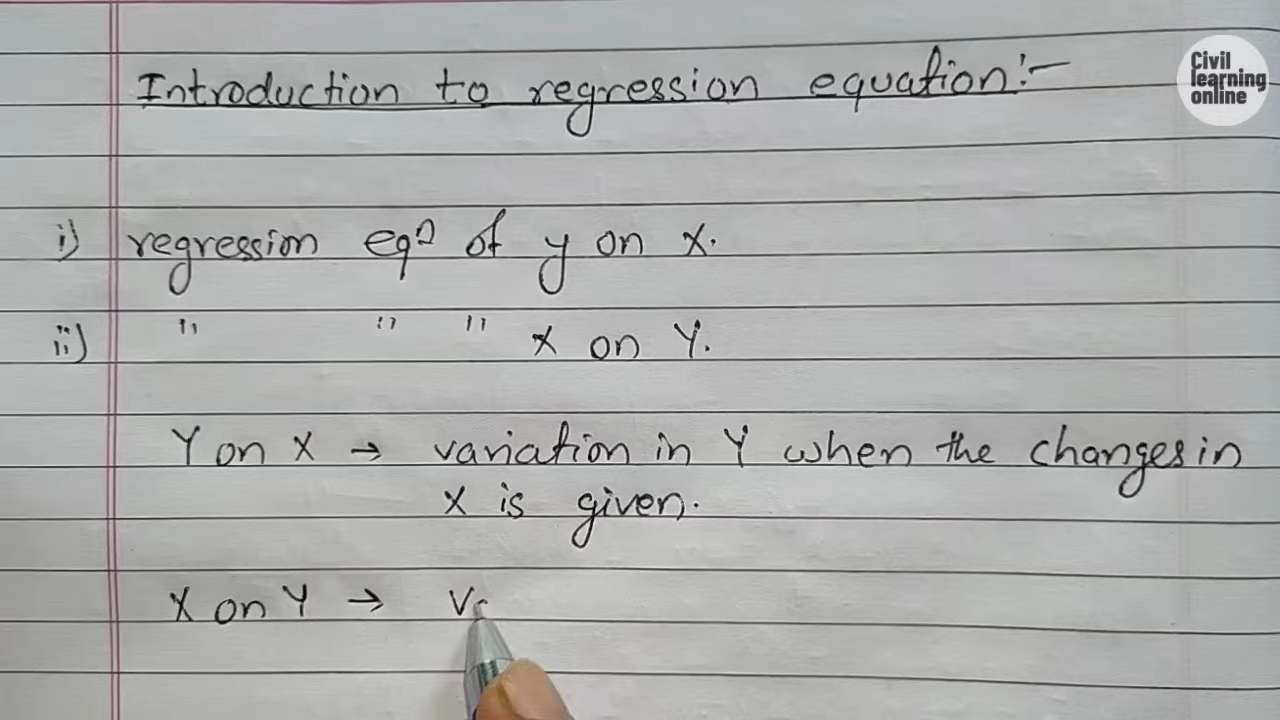 Introduction to regression equation:-
Civil
learning
online
i) regression eqn of y on x.
ii) " " " x on Y.
Y on X → variation in Y when the changes in
X is given.
X on Y → va